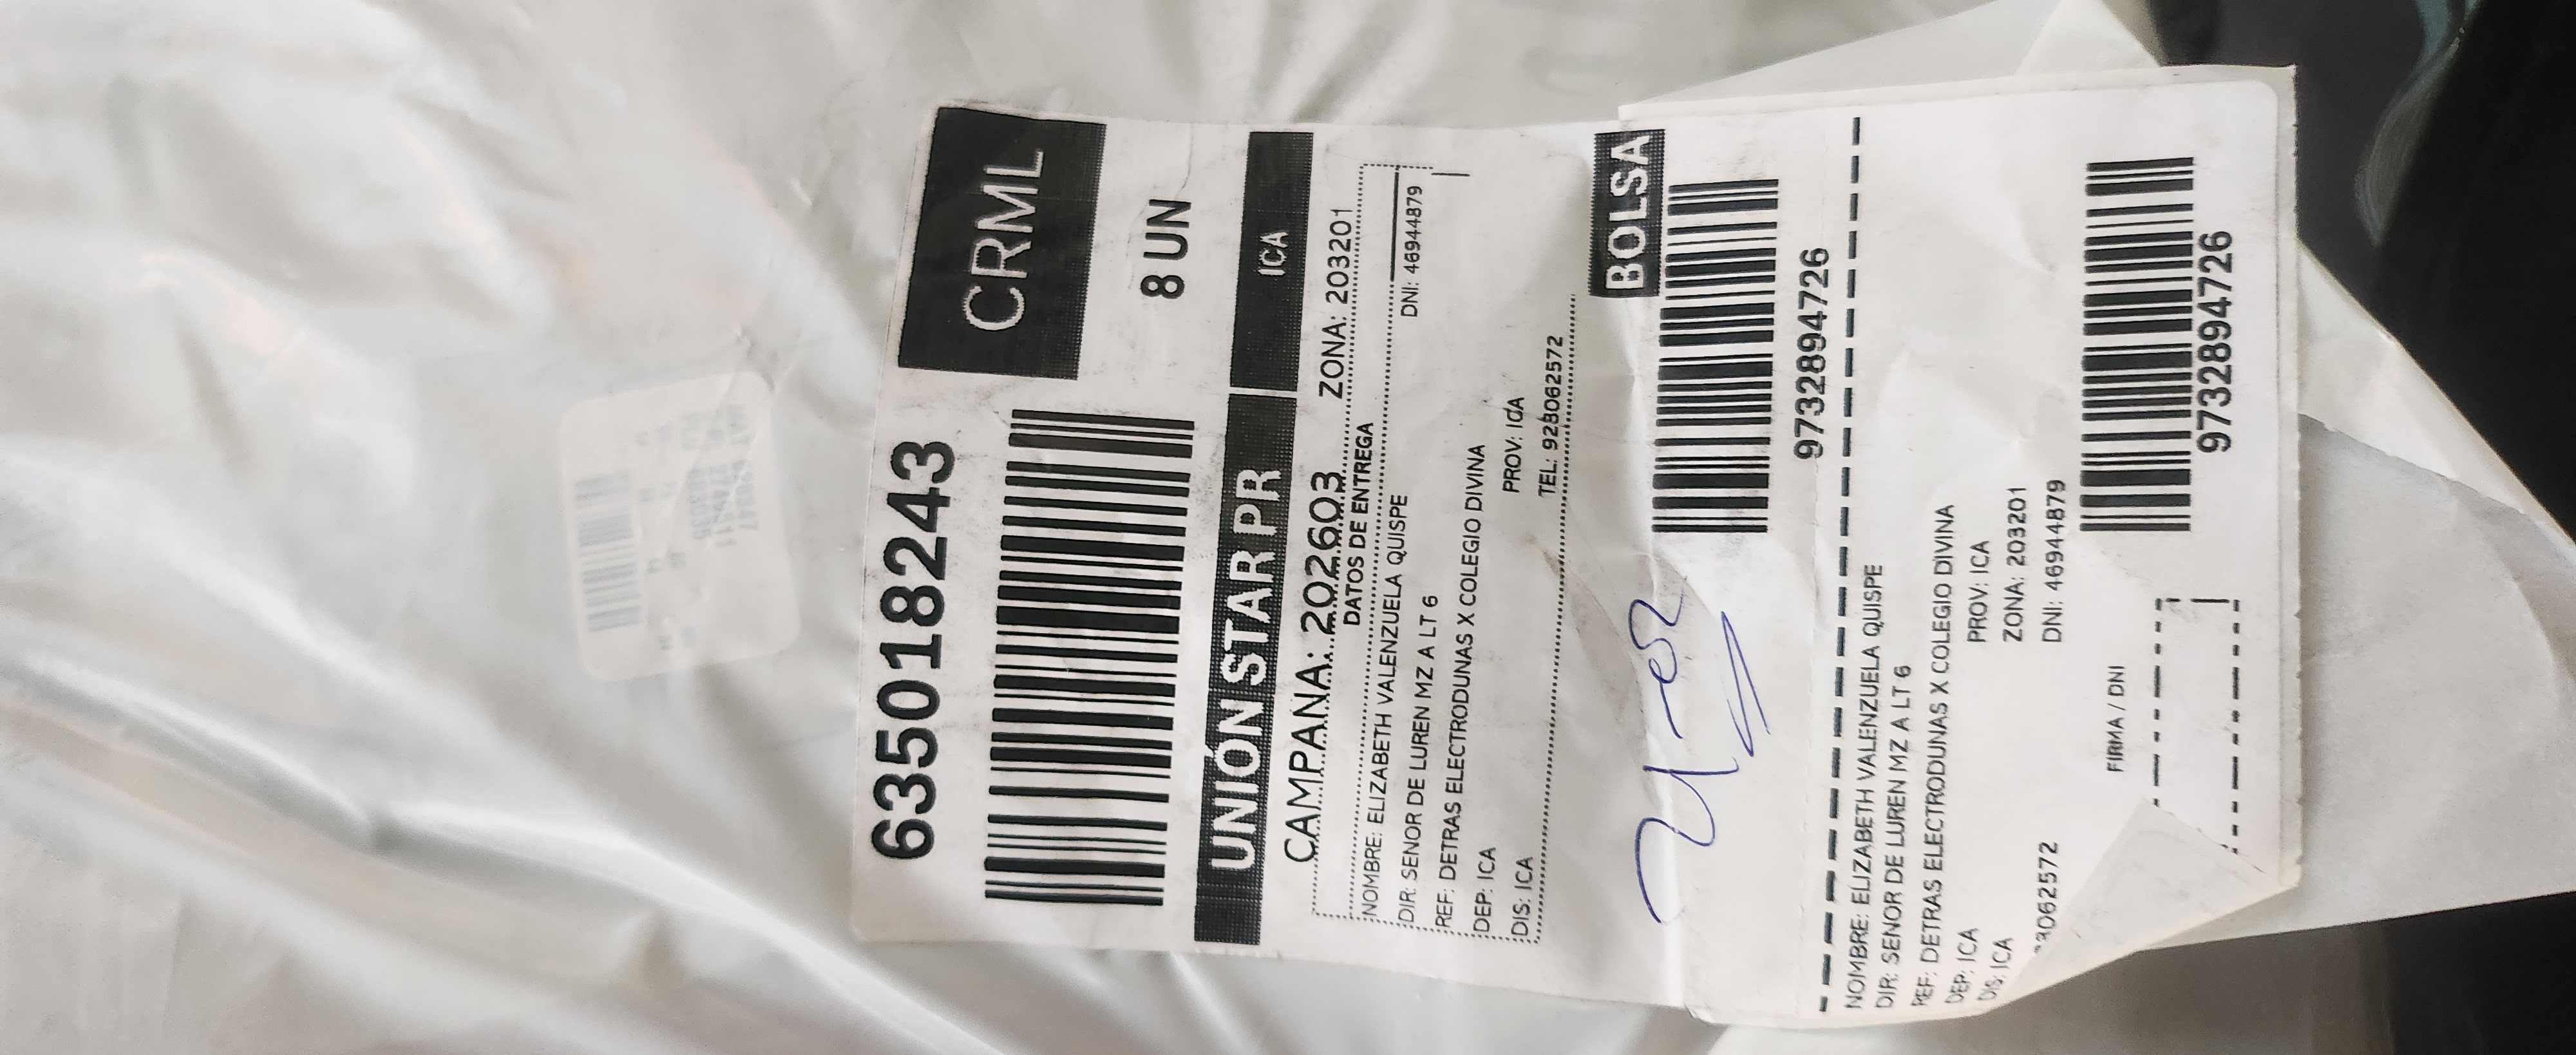 635018243
CRML
8 UN
UNIÓN STAR PR
ICA
CAMPAÑA: 202603
ZONA: 203201
DATOS DE ENTREGA
NOMBRE: ELIZABETH VALENZUELA QUISPE
DIR: SENOR DE LUREN MZ A LT 6
DNI: 46944879
REF: DETRAS ELECTRODUNAS X COLEGIO DIVINA
DEP: ICA
PROV: ICA
DIS: ICA
TEL: 923062572
BOLSA
9732894726
NOMBRE: ELIZABETH VALENZUELA QUISPE
DIR: SENOR DE LUREN MZ A LT 6
REF: DETRAS ELECTRODUNAS X COLEGIO DIVINA
DEP: ICA
PROV: ICA
DIS: ICA
ZONA: 203201
3062572
DNI: 46944879
FIRMA / DNI
9732894726